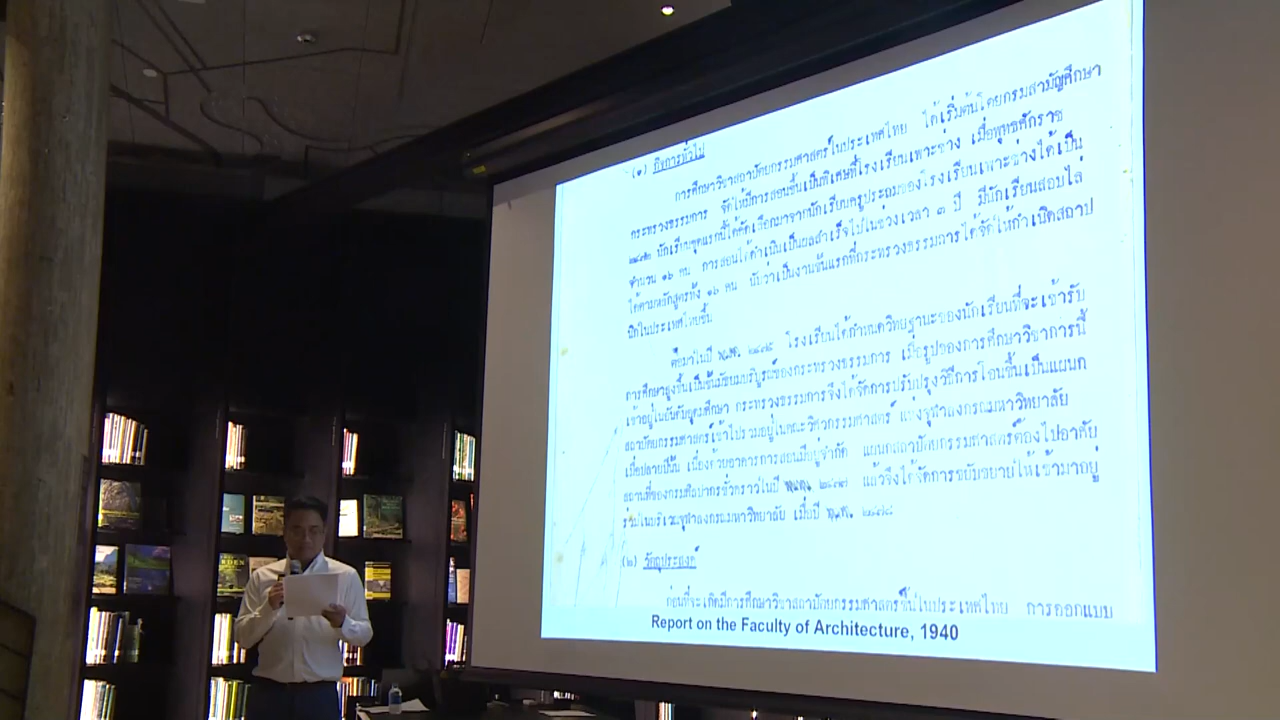 (๑) กิจการทั่วไป
การศึกษาวิชาสถาปัตยกรรมศาสตร์ในประเทศไทย ได้เริ่มต้นโดยกรมสามัญศึกษา
กระทรวงธรรมการ จัดให้มีการสอนขึ้นเป็นพิเศษที่โรงเรียนเพาะช่าง เมื่อพุทธศักราช
นักเรียนชุดแรกนี้ได้คัดเลือกมาจากนักเรียนครูประถมของโรงเรียนเพาะช่างได้เป็น
จำนวน ๑๖ คน การสอนได้ดำเนินเป็นผลสำเร็จไปในช่วงเวลา ๓ ปี มีนักเรียนสอบไล่
ได้ตามหลักสูตรทั้ง ๑๖ คน นับว่าเป็นงานชั้นแรกที่กระทรวงธรรมการได้จัดให้กำเนิดสถาป
นิกในประเทศไทยขึ้น
ต่อมาในปี โรงเรียนได้กำหนดวิทยฐานะของนักเรียนที่จะเข้ารับ
การศึกษาสูงขึ้นเป็นชั้นมัธยมบริบูรณ์ของกระทรวงธรรมการ เมื่อรูปของการศึกษาวิชาการนี้
เข้าอยู่ในอันดับอุดมศึกษา กระทรวงธรรมการจึงได้จัดการปรับปรุงวิธีการโอนขึ้นเป็นแผนก
สถาปัตยกรรมศาสตร์เข้าไปรวมอยู่ในคณะวิศวกรรมศาสตร์ แห่งจุฬาลงกรณมหาวิทยาลัย
เมื่อปลายปีนั้น เนื่องด้วยอาคารการสอนมีอยู่จำกัด แผนกสถาปัตยกรรมศาสตร์ต้องไปอาศัย
สถานที่ของกรมศิลปากรชั่วคราวในปี ๒๔๗๗ แล้วจึงได้จัดการขยับขยายให้เข้ามาอยู่
ร่วมในบริเวณจุฬาลงกรณมหาวิทยาลัย เมื่อปี ๒๔๗๘
(๒) วัตถุประสงค์
ก่อนที่จะเกิดมีการศึกษาวิชาสถาปัตยกรรมศาสตร์ขึ้นในประเทศไทย การออกแบบ
Report on the Faculty of Architecture, 1940